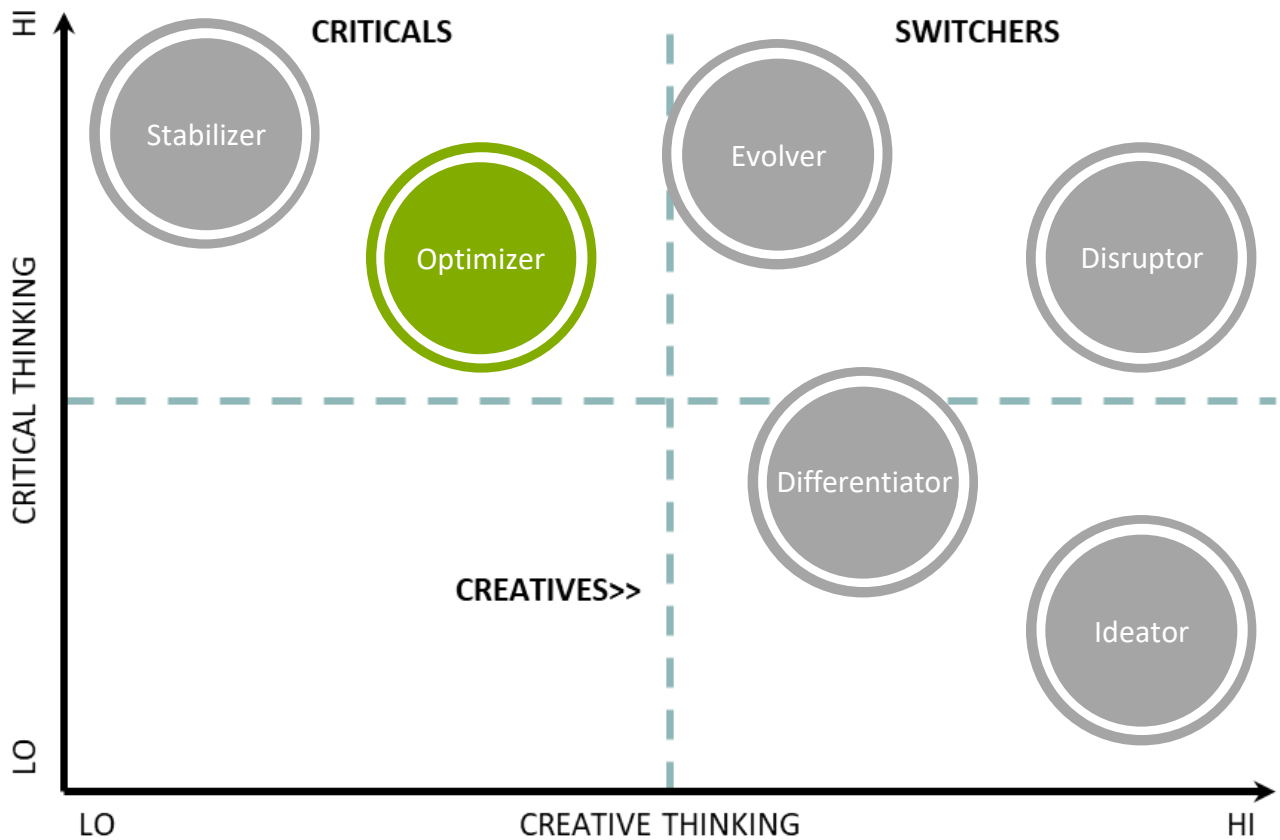 HI
CRITICALS
SWITCHERS
Stabilizer
Evolver
Optimizer
Disruptor
CRITICAL THINKING
Differentiator
CREATIVES>>
Ideator
LO
LO
CREATIVE THINKING
HI